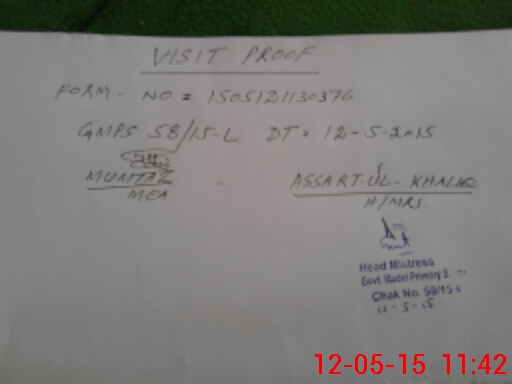 VISIT PROOF
FORM - NO = 1505121130376
GMPS 58/15-L DT = 12-5-2015
MUMTAZ
MEA
ASSART-UL-KHALAQ
H/MRS.
Head Mistress
Govt. Model Primary S
Chak No. 58/15-L
12-5-15
12-05-15 11:42